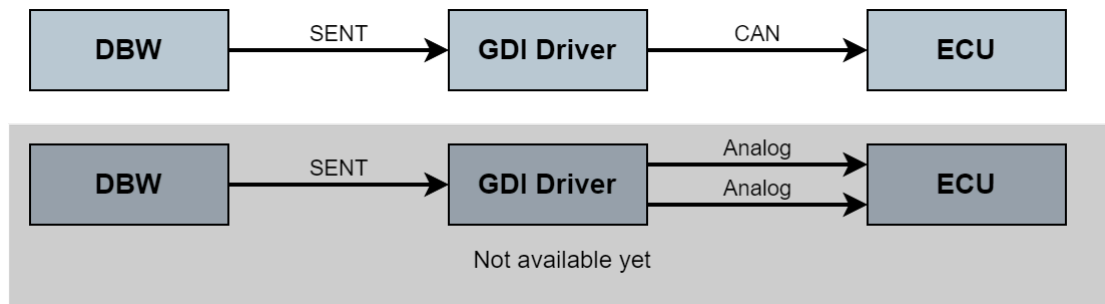 DBW
SENT
GDI Driver
CAN
ECU
DBW
SENT
GDI Driver
Analog
Analog
ECU
Not available yet